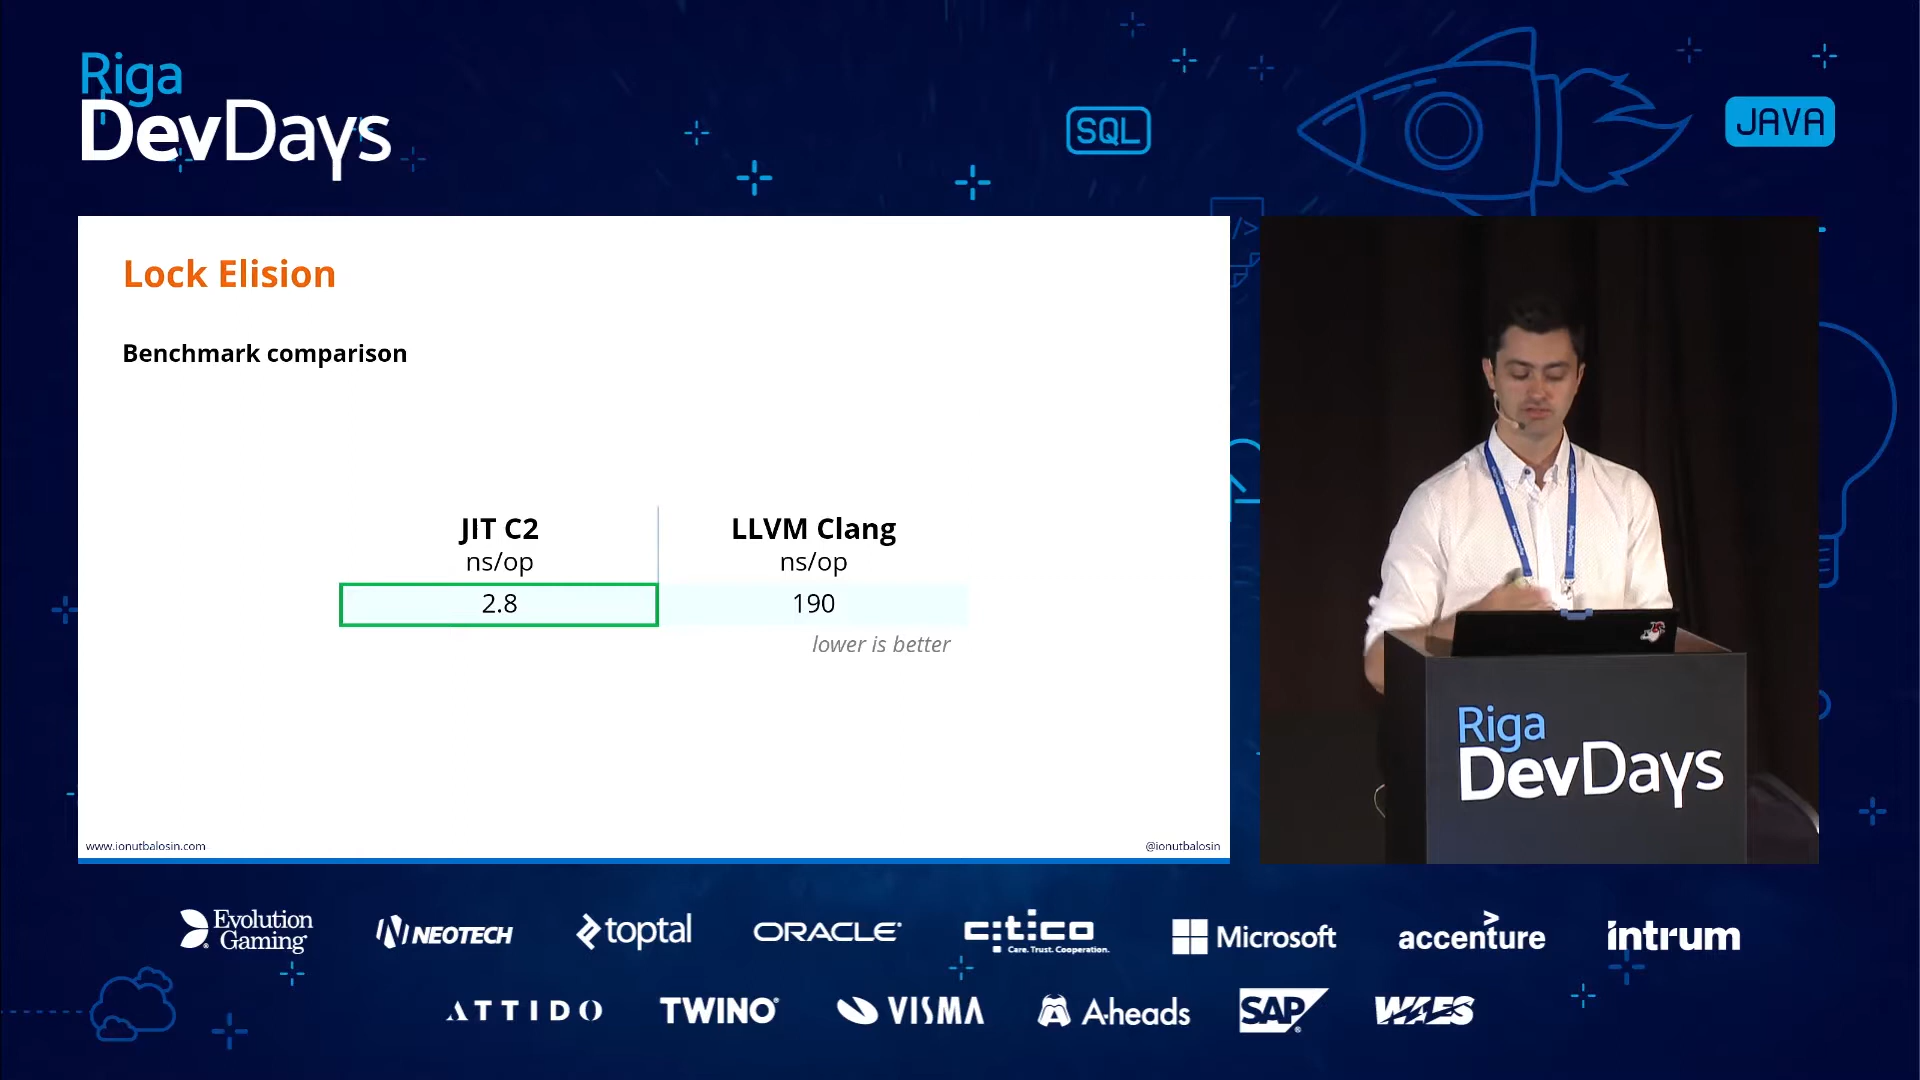 Riga
DevDays
SQL
JAVA
</>
Lock Elision
Benchmark comparison
JIT C2
ns/op
2.8
LLVM Clang
ns/op
190
lower is better
www.ionutbalosin.com
@ionutbalosin
Riga
DevDays
Evolution
Gaming
NEOTECH
toptal
ORACLE
citico
Care. Trust. Cooperation.
Microsoft
accenture
intrum
ATTIDO
TWINO
VISMA
A-heads
SAP